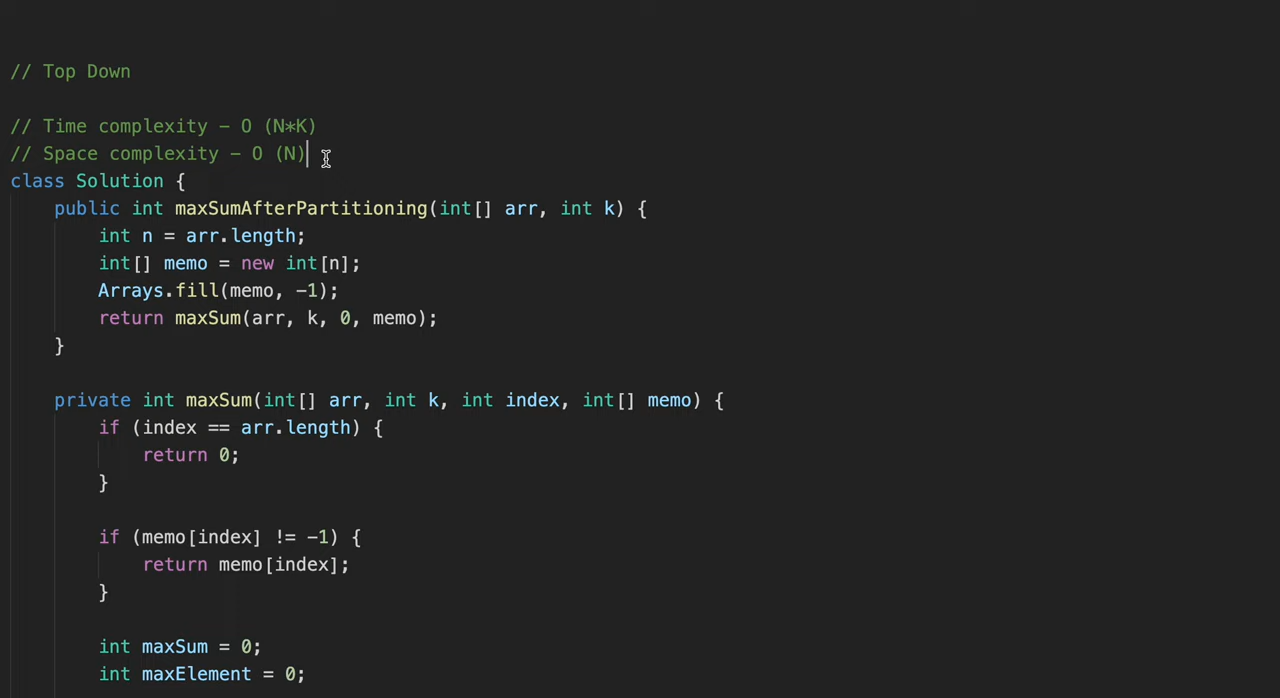 // Top Down
// Time complexity – O (N*K)
// Space complexity – O (N)
class Solution {
public int maxSumAfterPartitioning(int[] arr, int k) {
int n = arr.length;
int[] memo = new int[n];
Arrays.fill(memo, -1);
return maxSum(arr, k, 0, memo);
}
private int maxSum(int[] arr, int k, int index, int[] memo) {
if (index == arr.length) {
return 0;
}
if (memo[index] != -1) {
return memo[index];
}
int maxSum = 0;
int maxElement = 0;